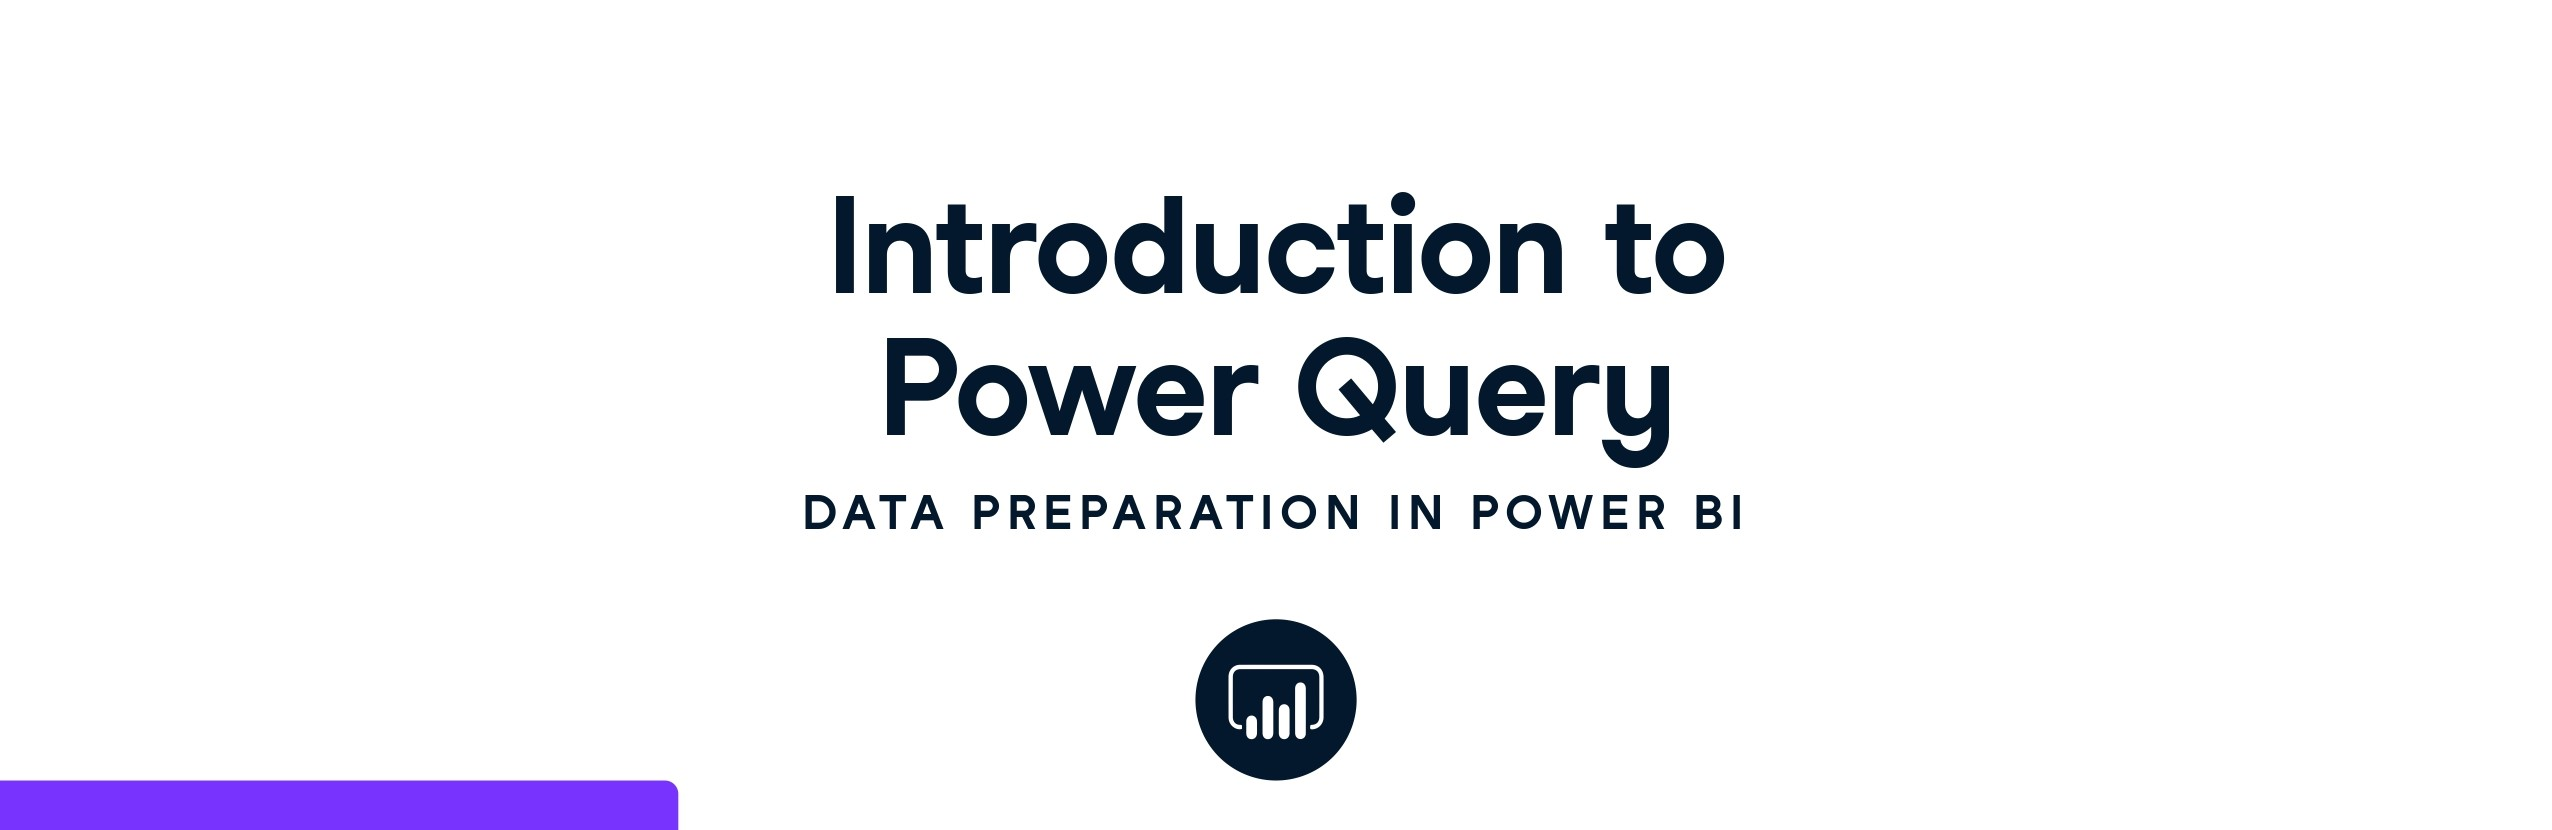 Introduction to
Power Query
DATA PREPARATION IN POWER BI